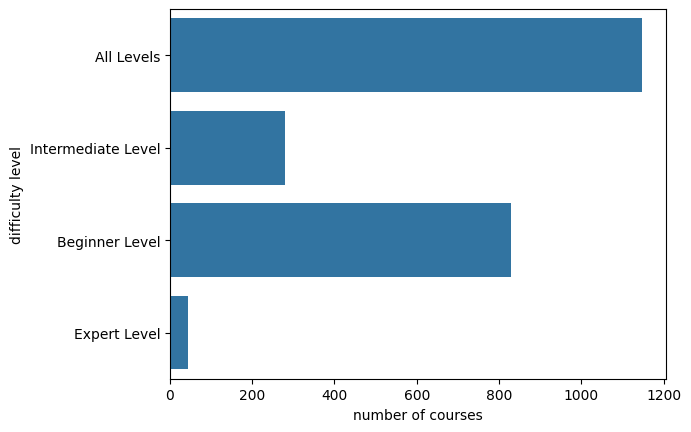 difficulty level
All Levels
Intermediate Level
Beginner Level
Expert Level
0 200 400 600 800 1000 1200
number of courses